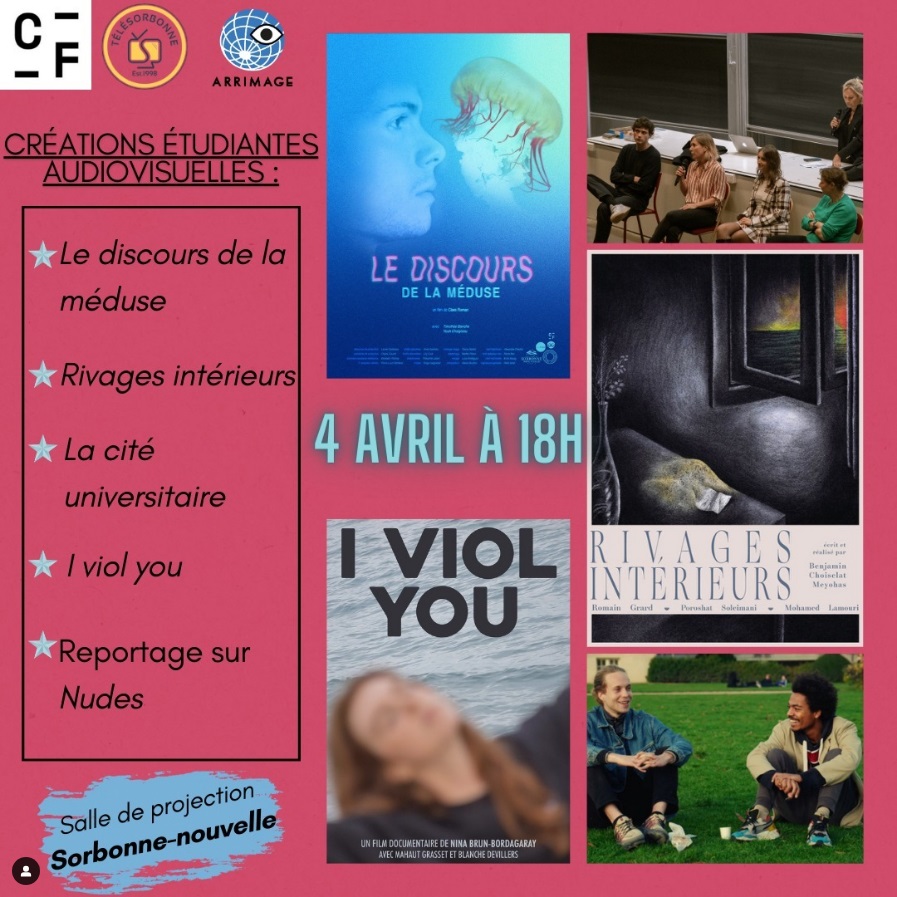 C
F
TÉLÉSORBONNE
Est 1998
ARRIMAGE
CRÉATIONS ÉTUDIANTES
AUDIOVISUELLES :
Le discours de la
méduse
Rivages intérieurs
La cité
universitaire
I viol you
Reportage sur
Nudes
Salle de projection
Sorbonne-nouvelle
LE DISCOURS
DE LA MÉDUSE
4 AVRIL À 18H
I VIOL
YOU
UN FILM DOCUMENTAIRE DE NINA BRUN-BORDAGARAY
AVEC MAHAUT GRASSET ET BLANCHE DEVILLERS
RIVAGES
INTERIEURS
écrit et
réalisé par
Benjamin
Choiselat
Meyohas
Romain Grard Poroshat Soleimani Mohamed Lamouri